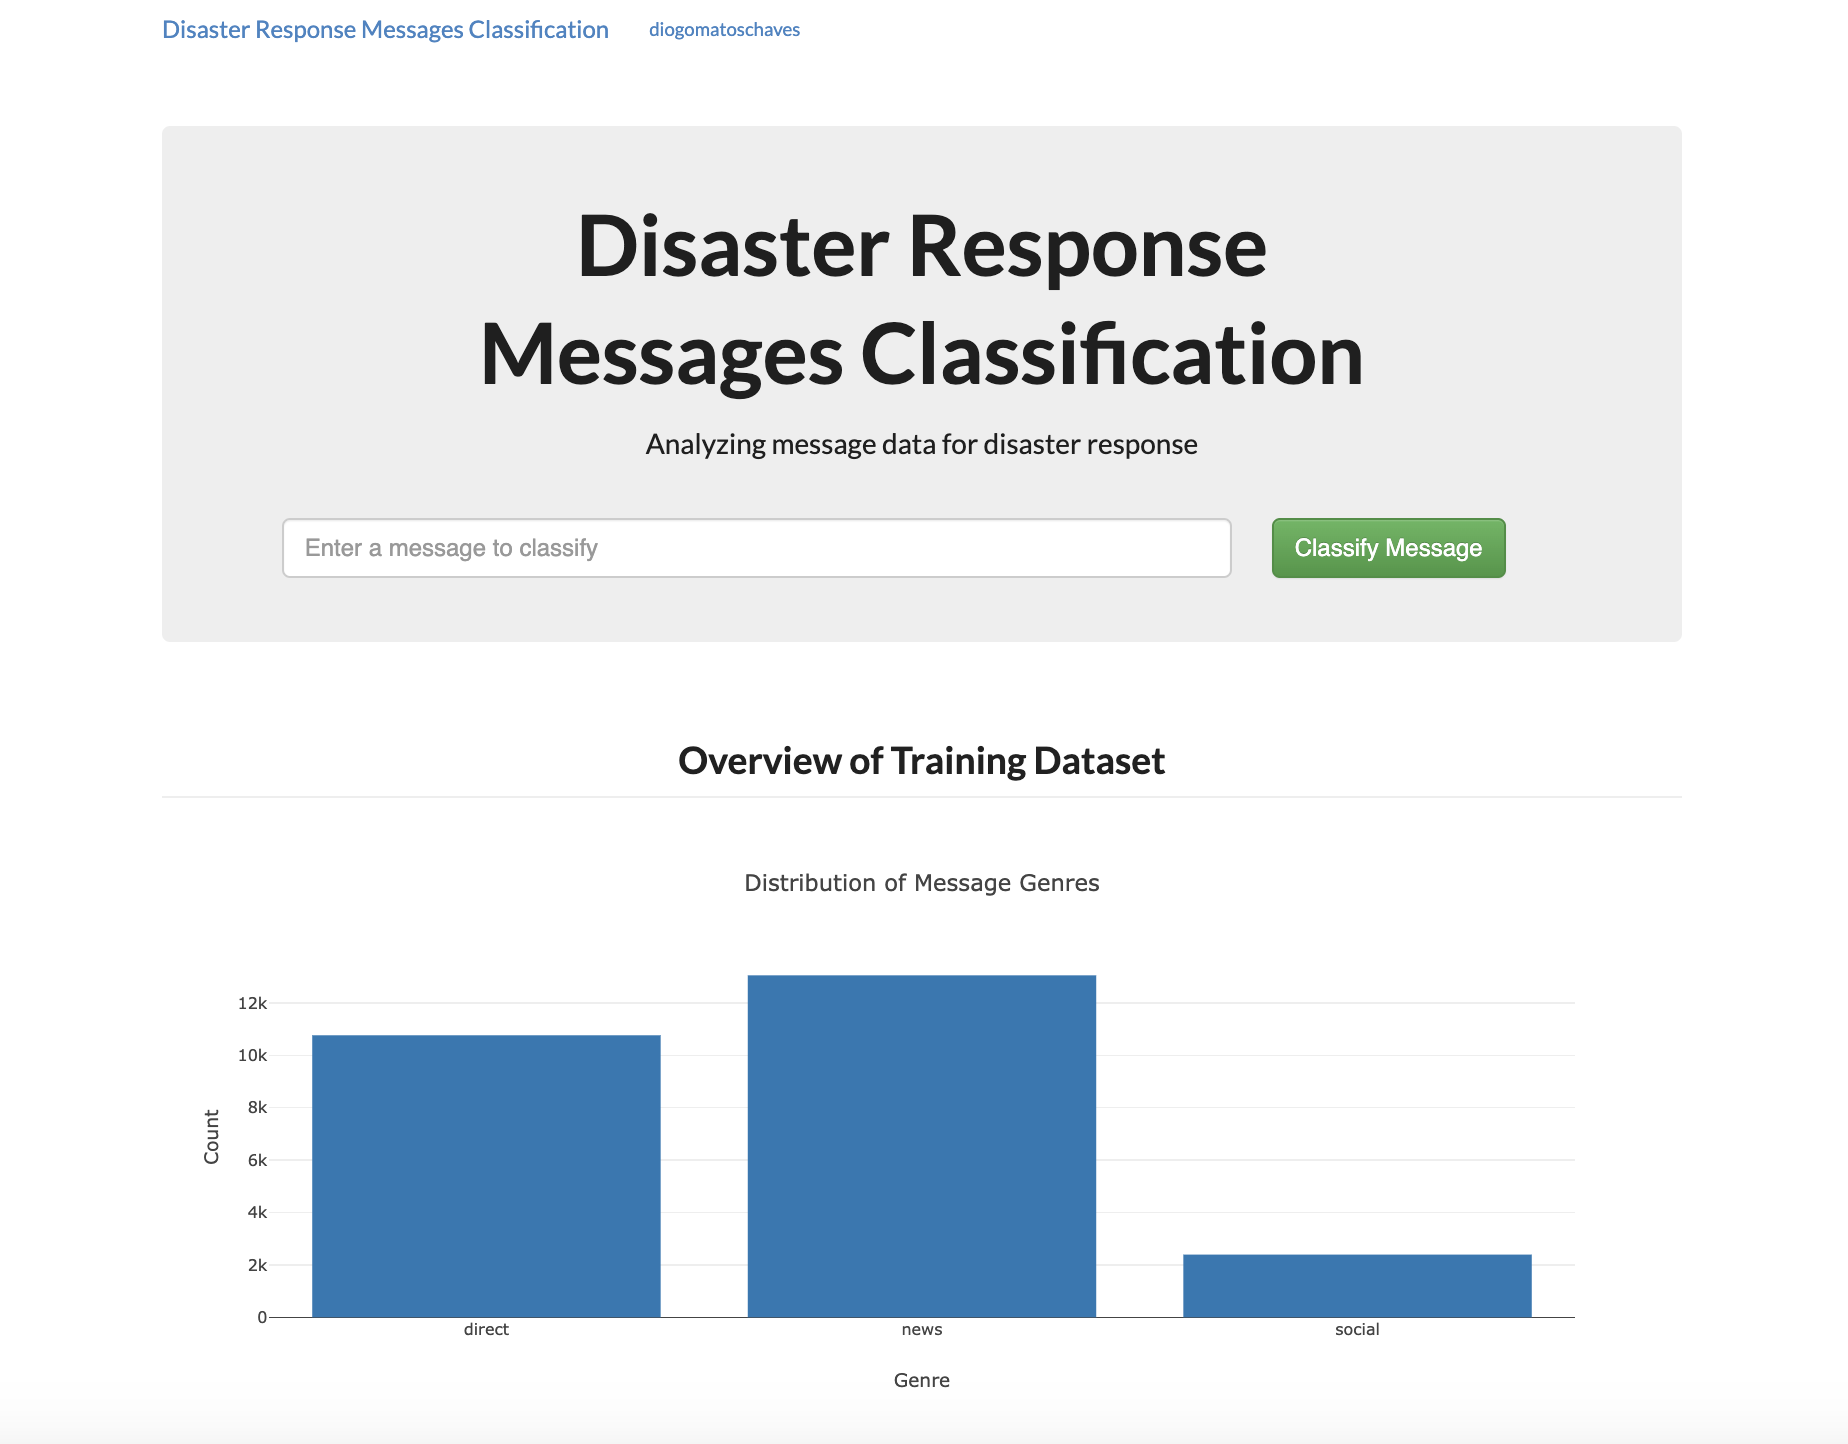 Disaster Response Messages Classification diogomatoschaves
Disaster Response
Messages Classification
Analyzing message data for disaster response
Enter a message to classify
Classify Message
Overview of Training Dataset
Distribution of Message Genres
12k
10k
8k
6k
4k
2k
0
Count
direct news social
Genre